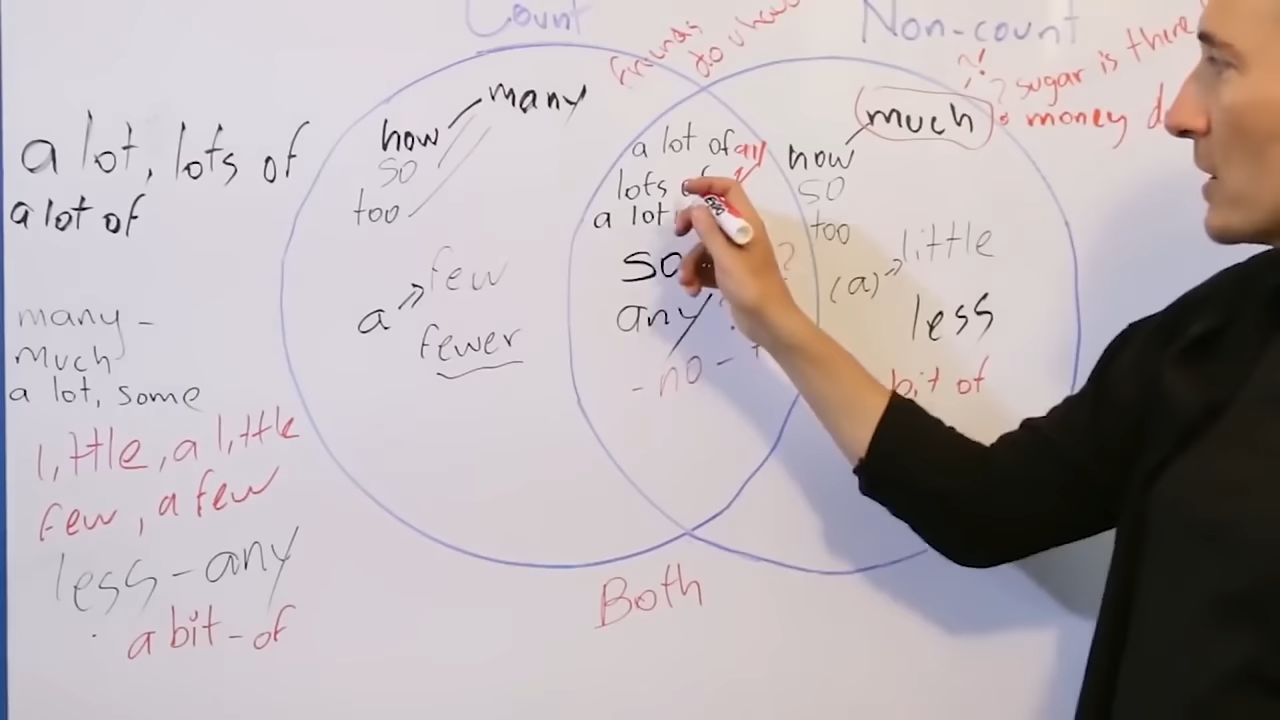 a lot, lots of
a lot of
many -
much
a lot, some
little, a little
few, a few
less - any
a bit - of
Count
many
how
so
too
a → few
fewer
friends
do u have
a lot of all
lots of
a lot
so
any ?
- no -
Both
Non-count
? sugar is there
much
money
how
so
too
(a) → little
less
bit of